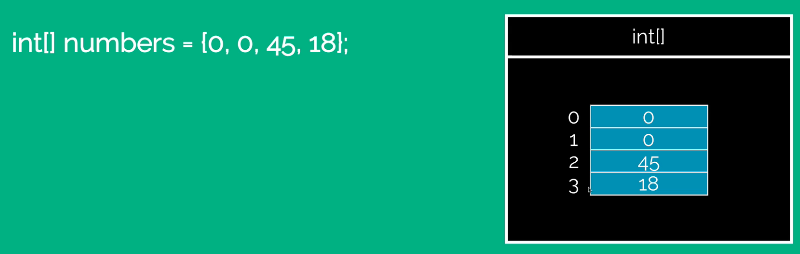 int[] numbers = {0, 0, 45, 18};
int[]
0 0
1 0
2 45
3 18